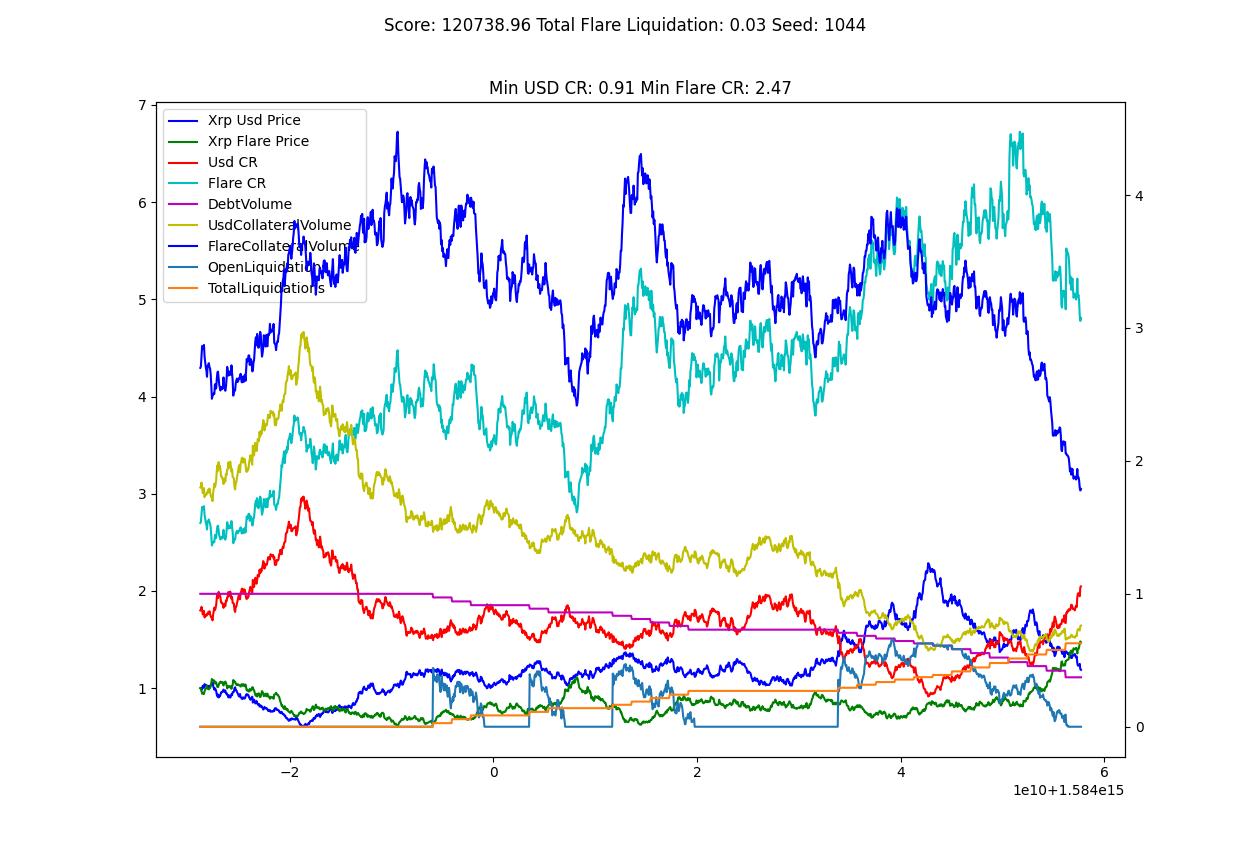 Score: 120738.96 Total Flare Liquidation: 0.03 Seed: 1044
Min USD CR: 0.91 Min Flare CR: 2.47
Xrp Usd Price
Xrp Flare Price
Usd CR
Flare CR
DebtVolume
UsdCollateralVolume
FlareCollateralVolume
OpenLiquidations
TotalLiquidations
7
6
5
4
3
2
1
4
3
2
1
0
−2
0
2
4
6
1e10+1.584e15